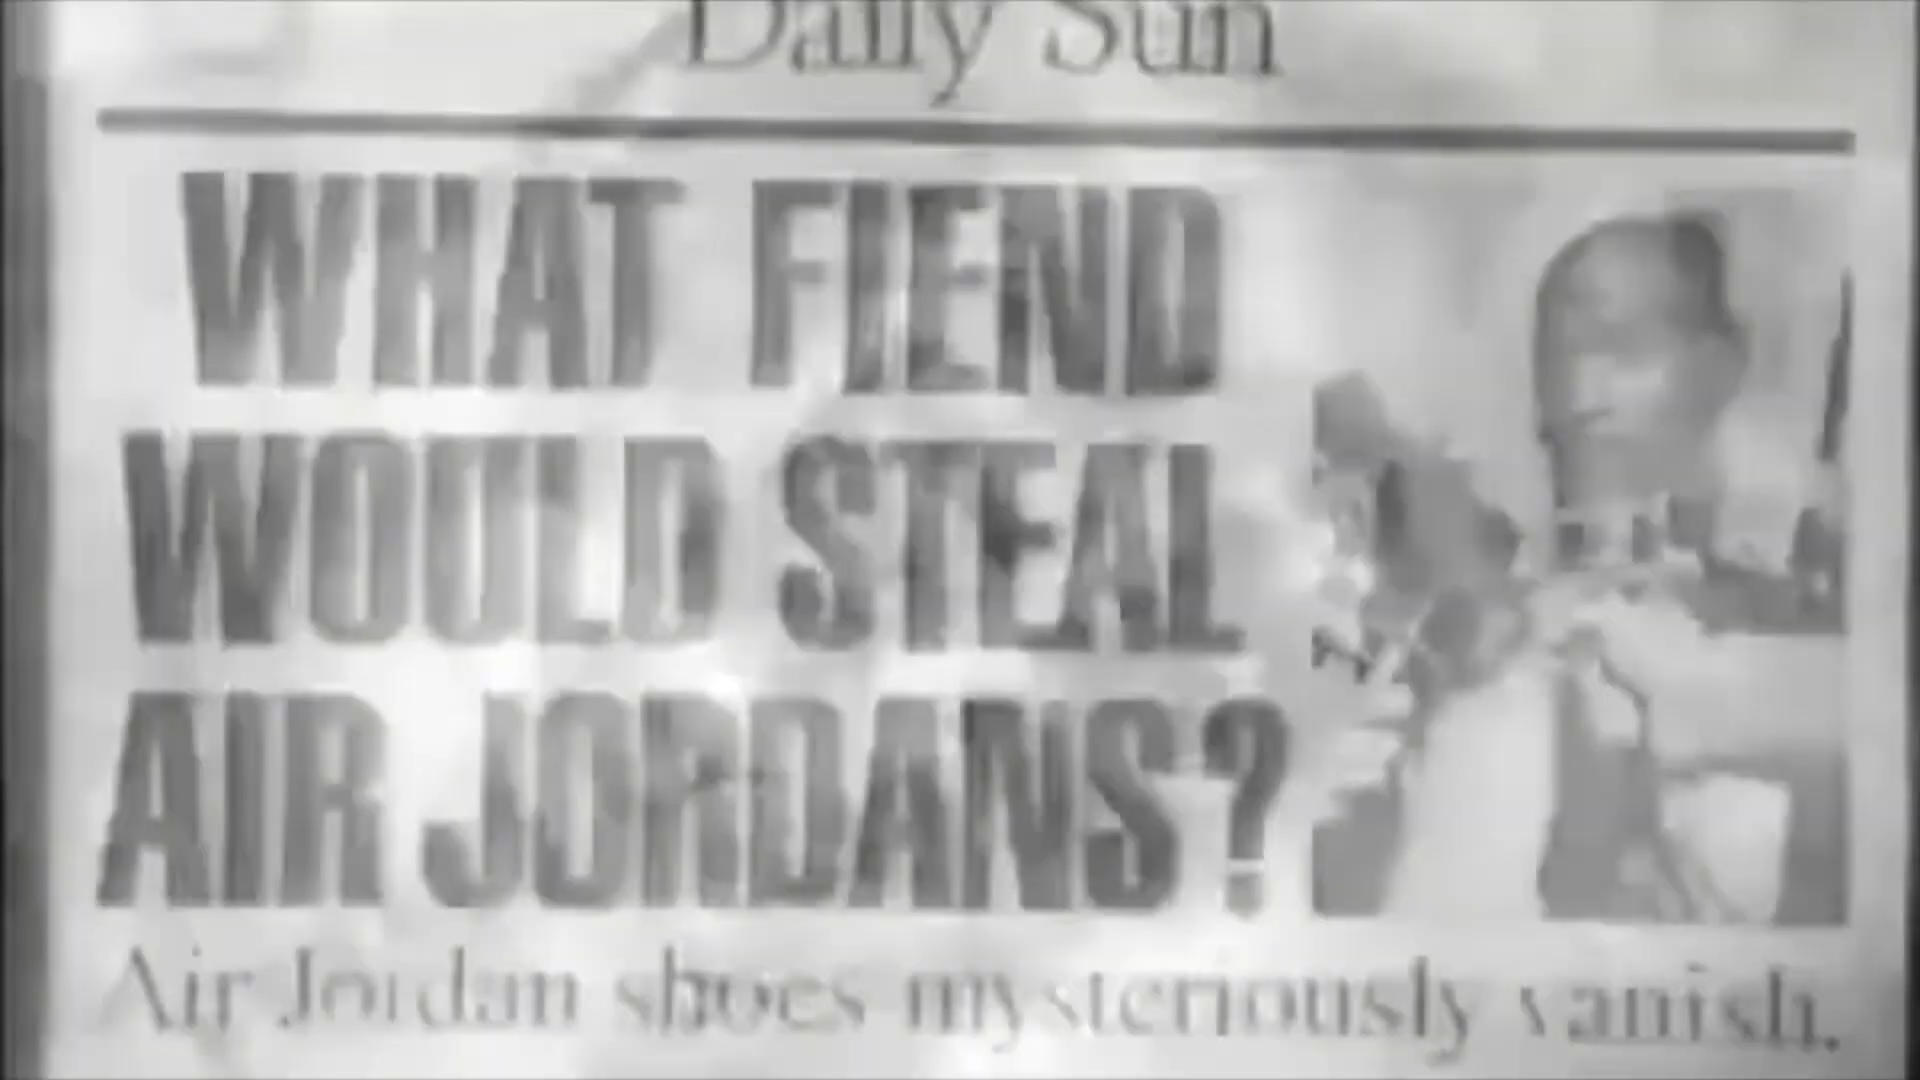 Daily Sun
WHAT FIEND
WOULD STEAL
AIR JORDANS?
Air Jordan shoes mysteriously vanish.